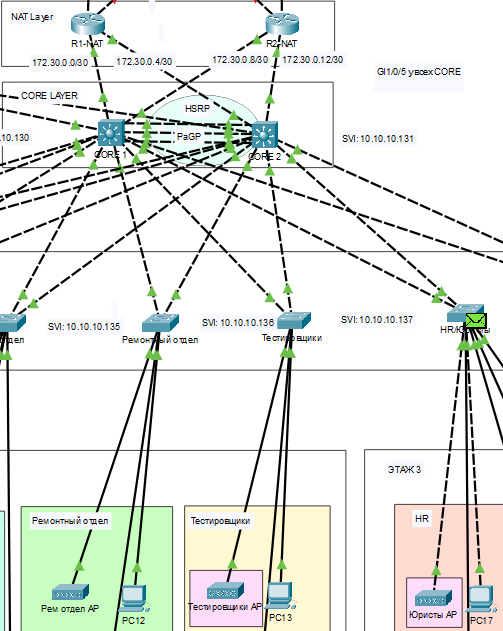 NAT Layer
R1-NAT
R2-NAT
172.30.0.0/30
172.30.0.4/30
172.30.0.8/30
172.30.0.12/30
GI1/0/5 у всех CORE
CORE LAYER
HSRP
PaGP
.10.130
CORE 1
CORE 2
SVI: 10.10.10.131
SVI: 10.10.10.135
SVI: 10.10.10.136
SVI: 10.10.10.137
отдел
Ремонтный отдел
Тестировщики
ЭТАЖ 3
Ремонтный отдел
Тестировщики
HR
Рем отдел AP
PC12
Тестировщики AP
PC13
Юристы AP
PC17